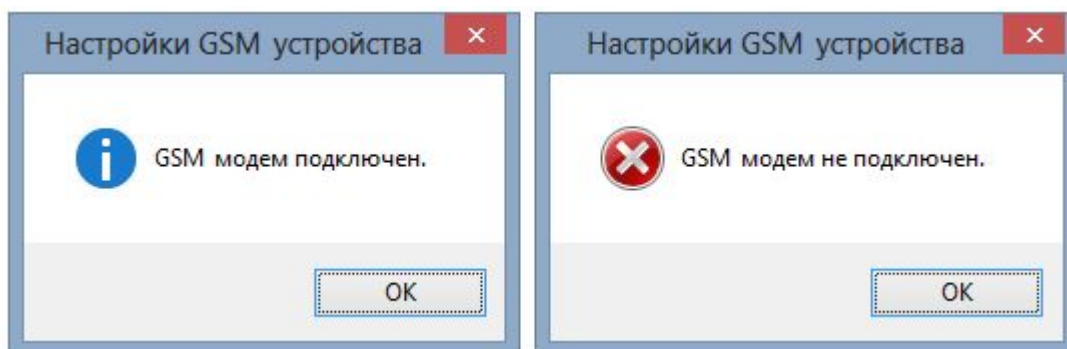 Настройки GSM устройства
GSM модем подключен.
OK
Настройки GSM устройства
GSM модем не подключен.
OK